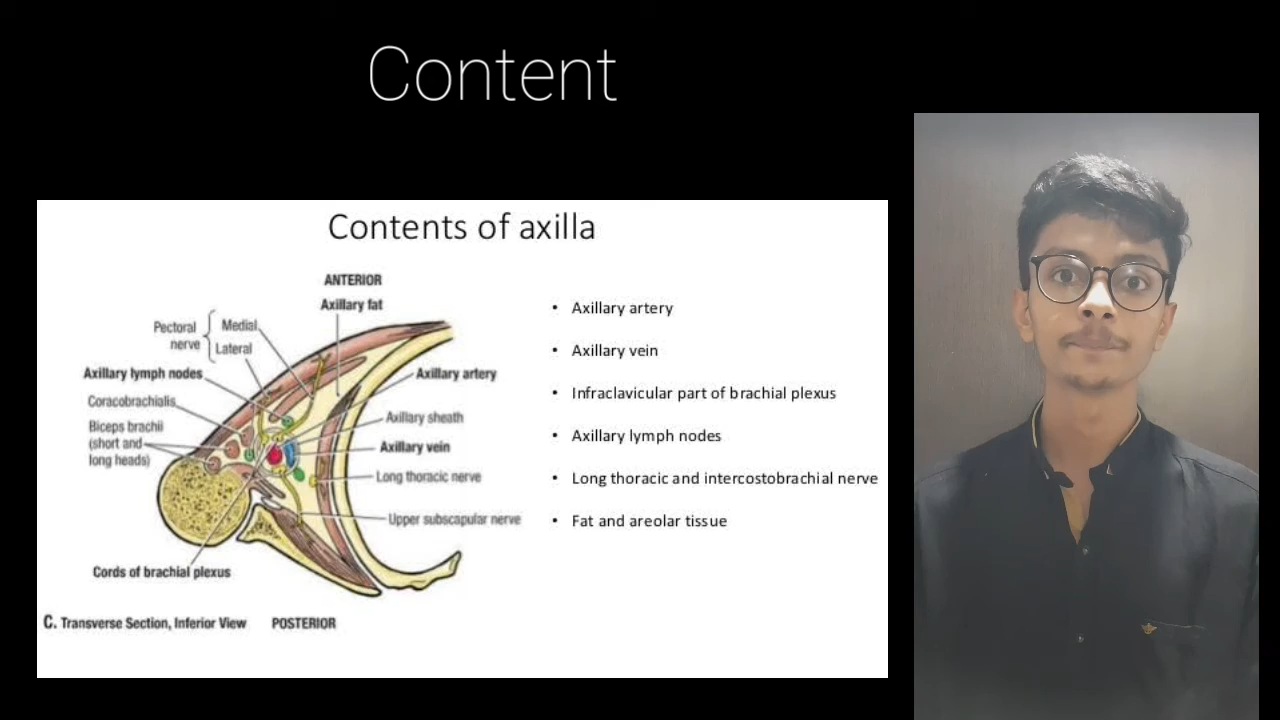 Content
Contents of axilla
ANTERIOR
Axillary fat
Pectoral
nerve
Medial
Lateral
Axillary lymph nodes
Coracobrachialis
Biceps brachii
(short and
long heads)
Axillary artery
Axillary sheath
Axillary vein
Long thoracic nerve
Upper subscapular nerve
Cords of brachial plexus
C. Transverse Section, Inferior View POSTERIOR
• Axillary artery
• Axillary vein
• Infraclavicular part of brachial plexus
• Axillary lymph nodes
• Long thoracic and intercostobrachial nerve
• Fat and areolar tissue